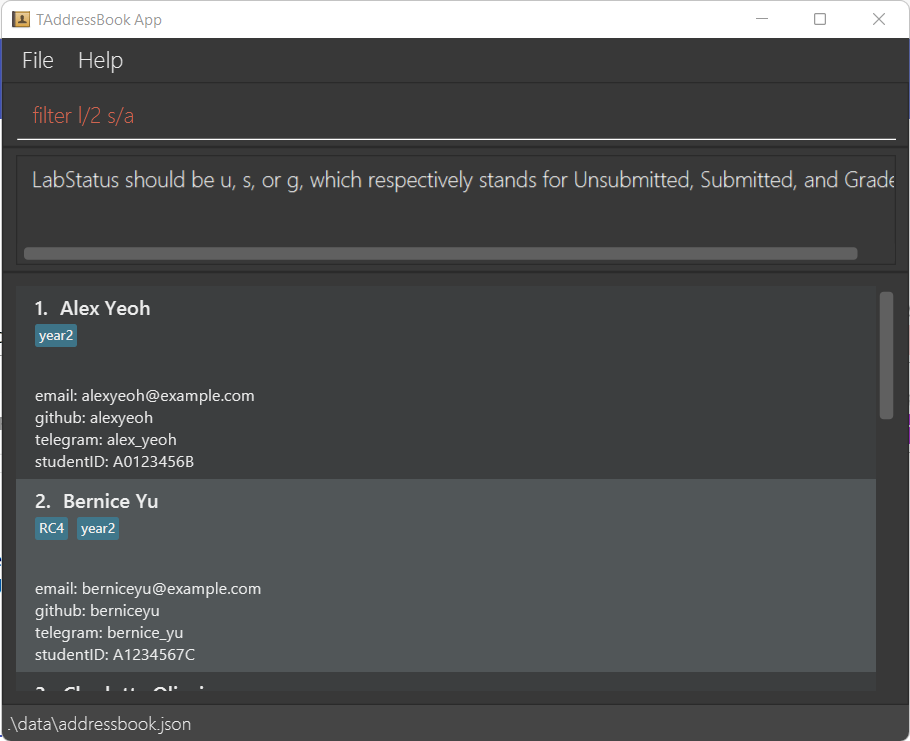 TAddressBook App
File Help
filter l/2 s/a
LabStatus should be u, s, or g, which respectively stands for Unsubmitted, Submitted, and Grade
1. Alex Yeoh
year2
email: alexyeoh@example.com
github: alexyeoh
telegram: alex_yeoh
studentID: A0123456B
2. Bernice Yu
RC4 year2
email: berniceyu@example.com
github: berniceyu
telegram: bernice_yu
studentID: A1234567C
.\data\addressbook.json